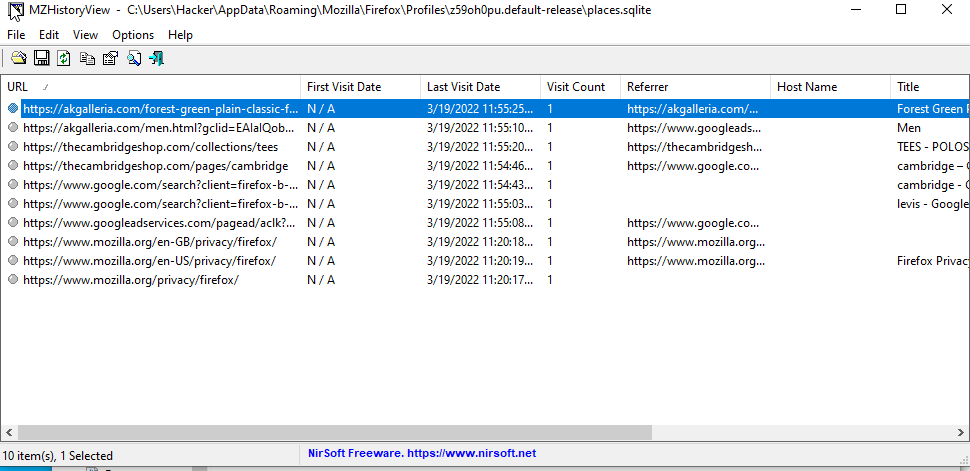 MZHistoryView - C:\Users\Hacker\AppData\Roaming\Mozilla\Firefox\Profiles\z59oh0pu.default-release\places.sqlite
File Edit View Options Help
URL First Visit Date Last Visit Date Visit Count Referrer Host Name Title
https://akgalleria.com/forest-green-plain-classic-f... N / A 3/19/2022 11:55:25... 1 https://akgalleria.com/... Forest Green P
https://akgalleria.com/men.html?gclid=EAIaIQob... N / A 3/19/2022 11:55:10... 1 https://www.googleads... Men
https://thecambridgeshop.com/collections/tees N / A 3/19/2022 11:55:20... 1 https://thecambridgesh... TEES - POLOS
https://thecambridgeshop.com/pages/cambridge N / A 3/19/2022 11:54:46... 1 https://www.google.co... cambridge –
https://www.google.com/search?client=firefox-b-... N / A 3/19/2022 11:54:43... 1 cambridge -
https://www.google.com/search?client=firefox-b-... N / A 3/19/2022 11:55:03... 1 levis - Google
https://www.googleadservices.com/pagead/aclk?... N / A 3/19/2022 11:55:08... 1 https://www.google.co...
https://www.mozilla.org/en-GB/privacy/firefox/ N / A 3/19/2022 11:20:18... 1 https://www.mozilla.org...
https://www.mozilla.org/en-US/privacy/firefox/ N / A 3/19/2022 11:20:19... 1 https://www.mozilla.org... Firefox Privacy
https://www.mozilla.org/privacy/firefox/ N / A 3/19/2022 11:20:17... 1
10 item(s), 1 Selected NirSoft Freeware. https://www.nirsoft.net